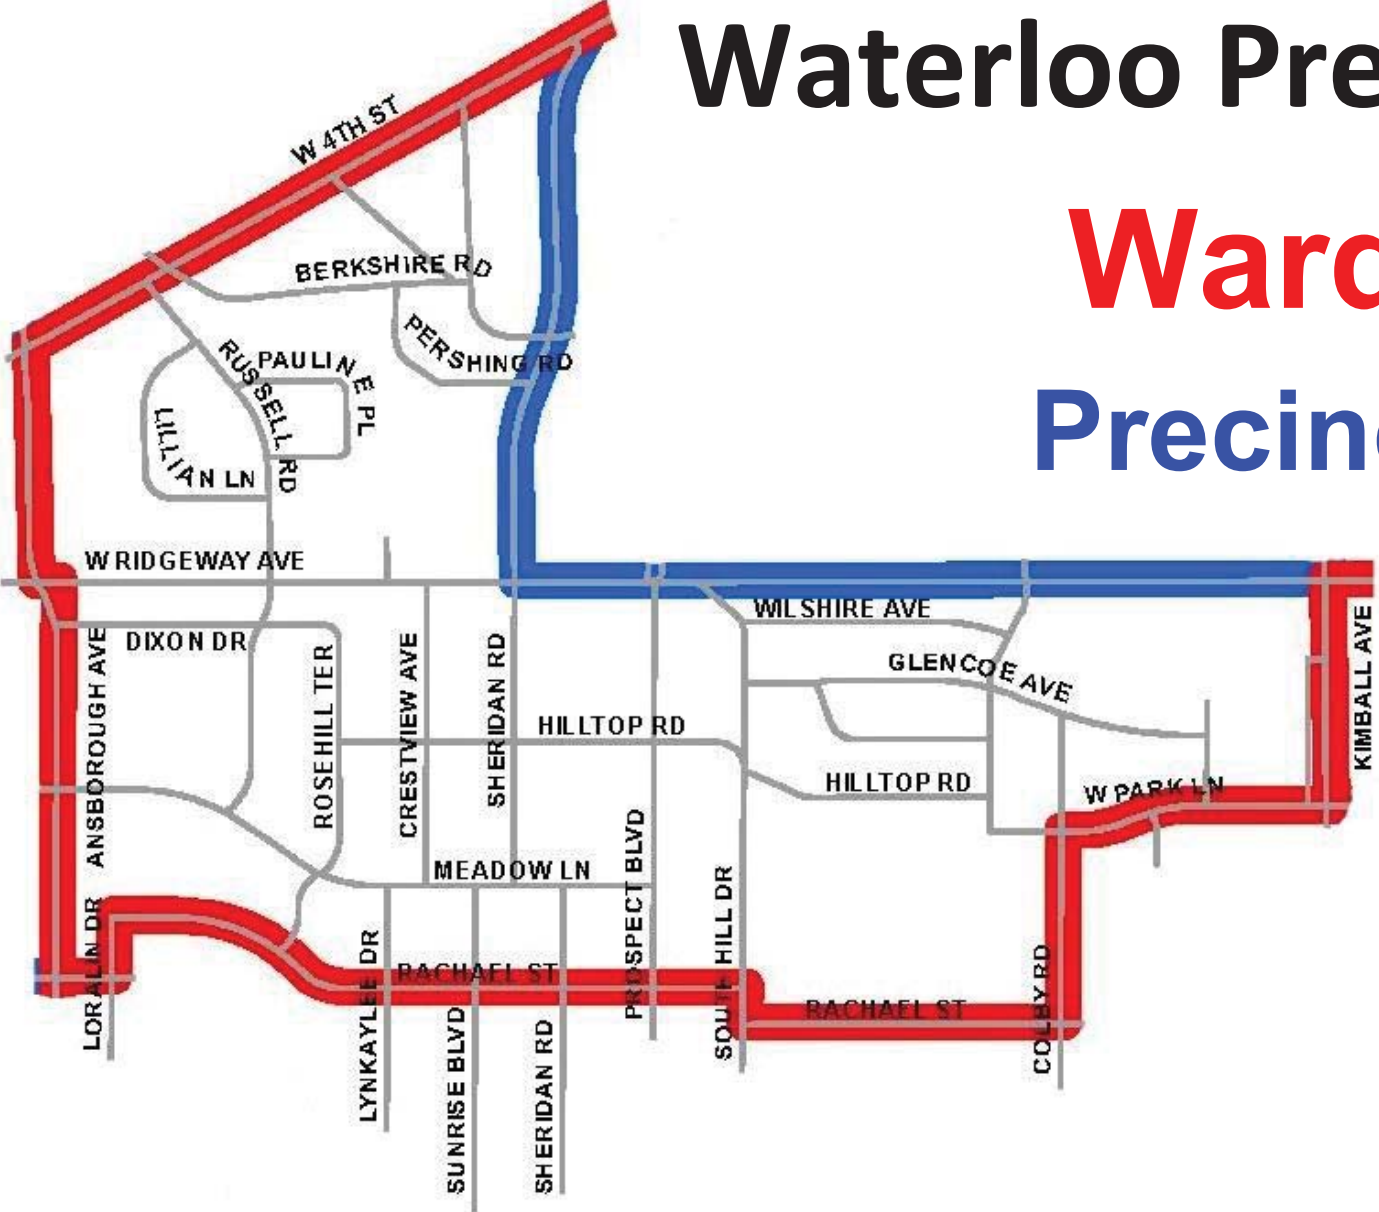 Waterloo Pre
Ward
Precinc
W 4TH ST
BERKSHIRE RD
PERSHING RD
PAULINE PL
RUSSELL RD
LILLIAN LN
W RIDGEWAY AVE
DIXON DR
WILSHIRE AVE
GLENCOE AVE
KIMBALL AVE
ANSBOROUGH AVE
ROSEHILL TER
CRESTVIEW AVE
SHERIDAN RD
HILLTOP RD
HILLTOP RD
W PARK LN
MEADOW LN
PROSPECT BLVD
SOUTH HILL DR
LORALIN DR
LYNKAYLEE DR
RACHAEL ST
RACHAEL ST
COLBY RD
SUNRISE BLVD
SHERIDAN RD